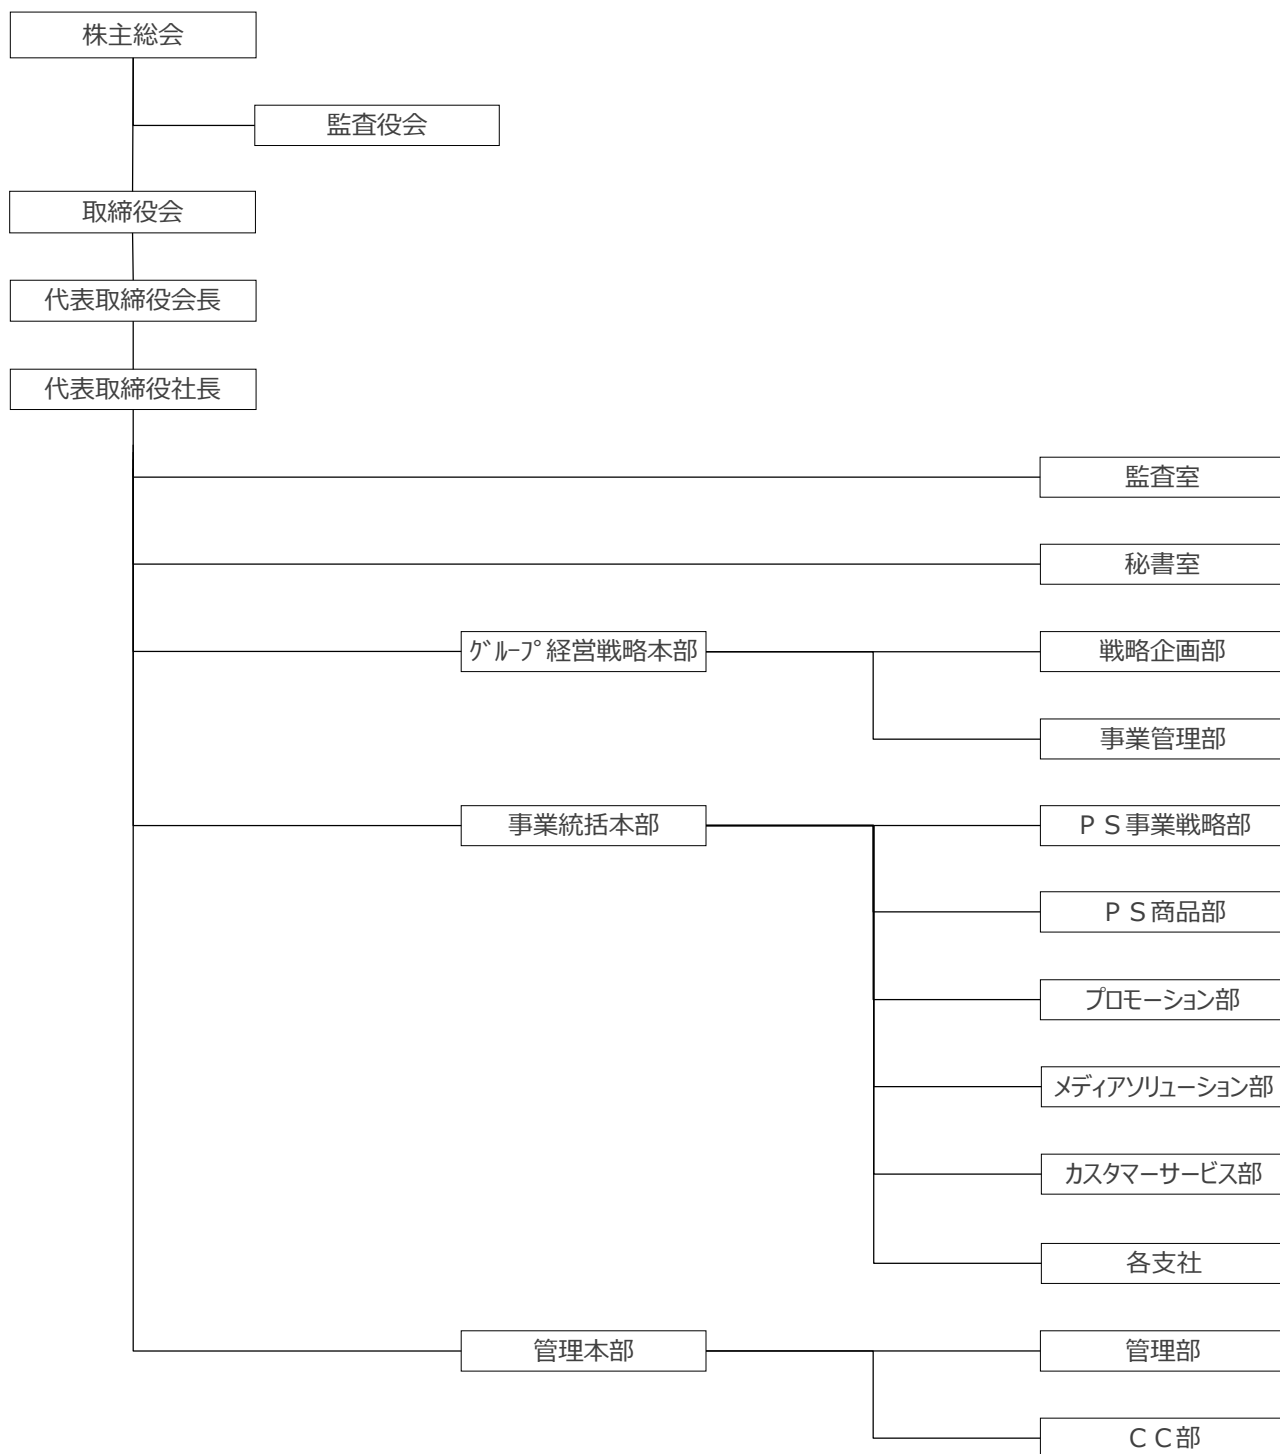 株主総会
監査役会
取締役会
代表取締役会長
代表取締役社長
監査室
秘書室
ｸﾞﾙｰﾌﾟ経営戦略本部
戦略企画部
事業管理部
事業統括本部
ＰＳ事業戦略部
ＰＳ商品部
プロモーション部
メディアソリューション部
カスタマーサービス部
各支社
管理本部
管理部
ＣＣ部